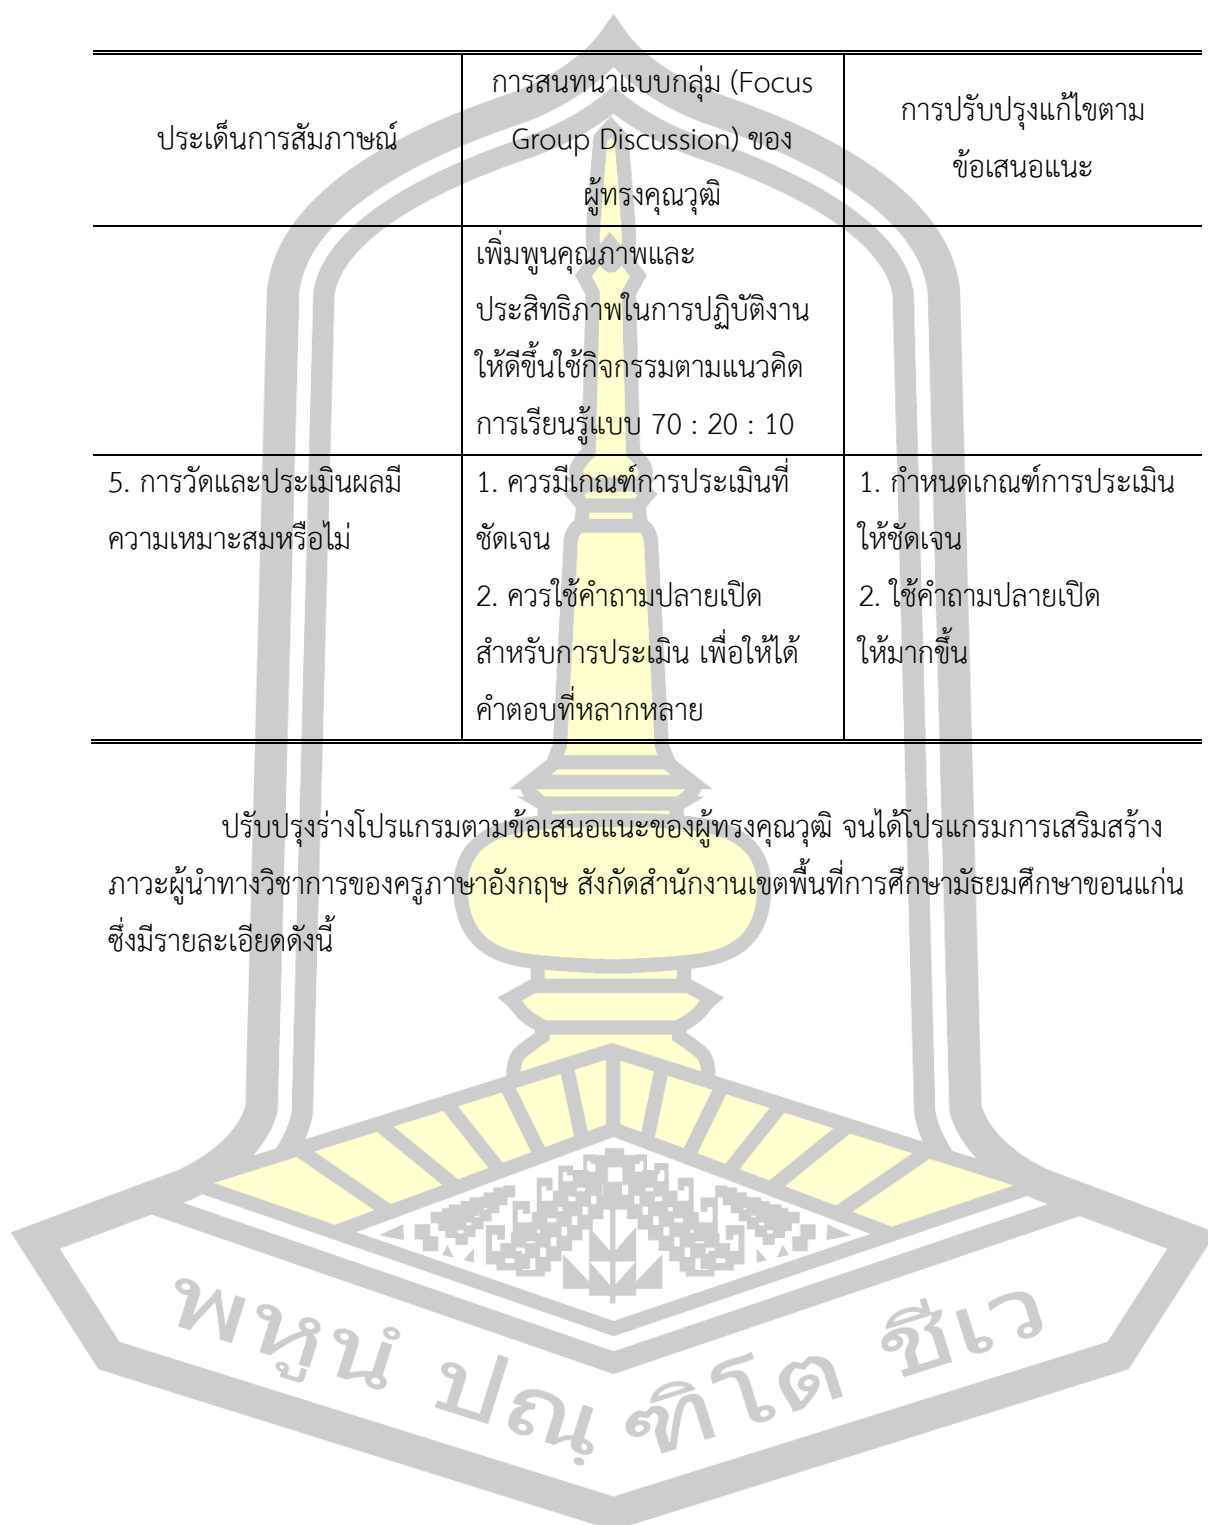 ประเด็นการสัมภาษณ์
การสนทนาแบบกลุ่ม (Focus
Group Discussion) ของ
ผู้ทรงคุณวุฒิ
การปรับปรุงแก้ไขตาม
ข้อเสนอแนะ
เพิ่มพูนคุณภาพและ
ประสิทธิภาพในการปฏิบัติงาน
ให้ดีขึ้นใช้กิจกรรมตามแนวคิด
การเรียนรู้แบบ 70 : 20 : 10
5. การวัดและประเมินผลมี
ความเหมาะสมหรือไม่
1. ควรมีเกณฑ์การประเมินที่
ชัดเจน
2. ควรใช้คำถามปลายเปิด
สำหรับการประเมิน เพื่อให้ได้
คำตอบที่หลากหลาย
1. กำหนดเกณฑ์การประเมิน
ให้ชัดเจน
2. ใช้คำถามปลายเปิด
ให้มากขึ้น
ปรับปรุงร่างโปรแกรมตามข้อเสนอแนะของผู้ทรงคุณวุฒิ จนได้โปรแกรมการเสริมสร้าง
ภาวะผู้นำทางวิชาการของครูภาษาอังกฤษ สังกัดสำนักงานเขตพื้นที่การศึกษามัธยมศึกษาขอนแก่น
ซึ่งมีรายละเอียดดังนี้
พหูนํ ปณฺฑิโต ชีเว